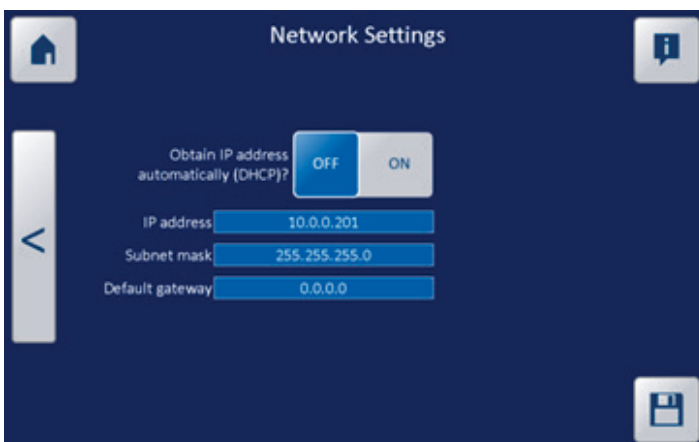 Network Settings
Obtain IP address
automatically (DHCP)?
OFF ON
IP address 10.0.0.201
Subnet mask 255.255.255.0
Default gateway 0.0.0.0